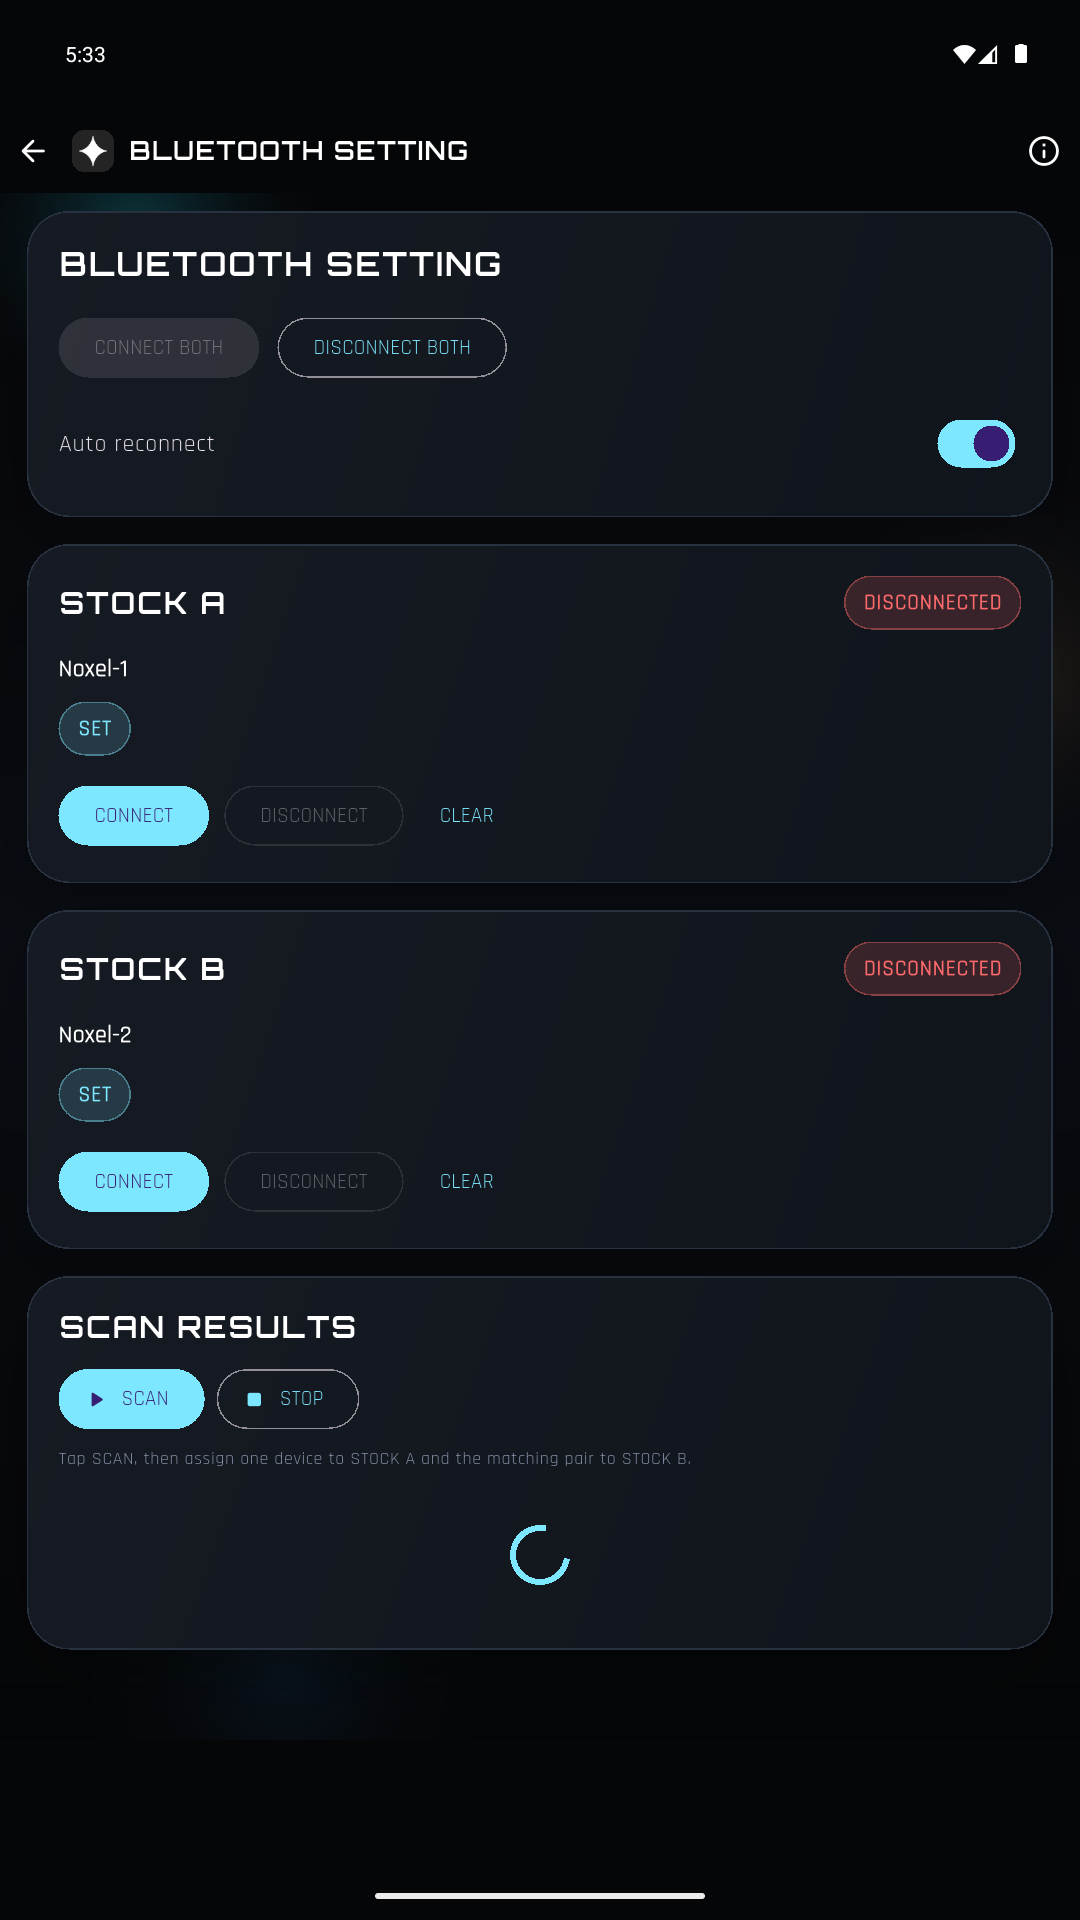 5:33
BLUETOOTH SETTING
BLUETOOTH SETTING
CONNECT BOTH
DISCONNECT BOTH
Auto reconnect
STOCK A
DISCONNECTED
Noxel-1
SET
CONNECT
DISCONNECT
CLEAR
STOCK B
DISCONNECTED
Noxel-2
SET
CONNECT
DISCONNECT
CLEAR
SCAN RESULTS
SCAN
STOP
Tap SCAN, then assign one device to STOCK A and the matching pair to STOCK B.